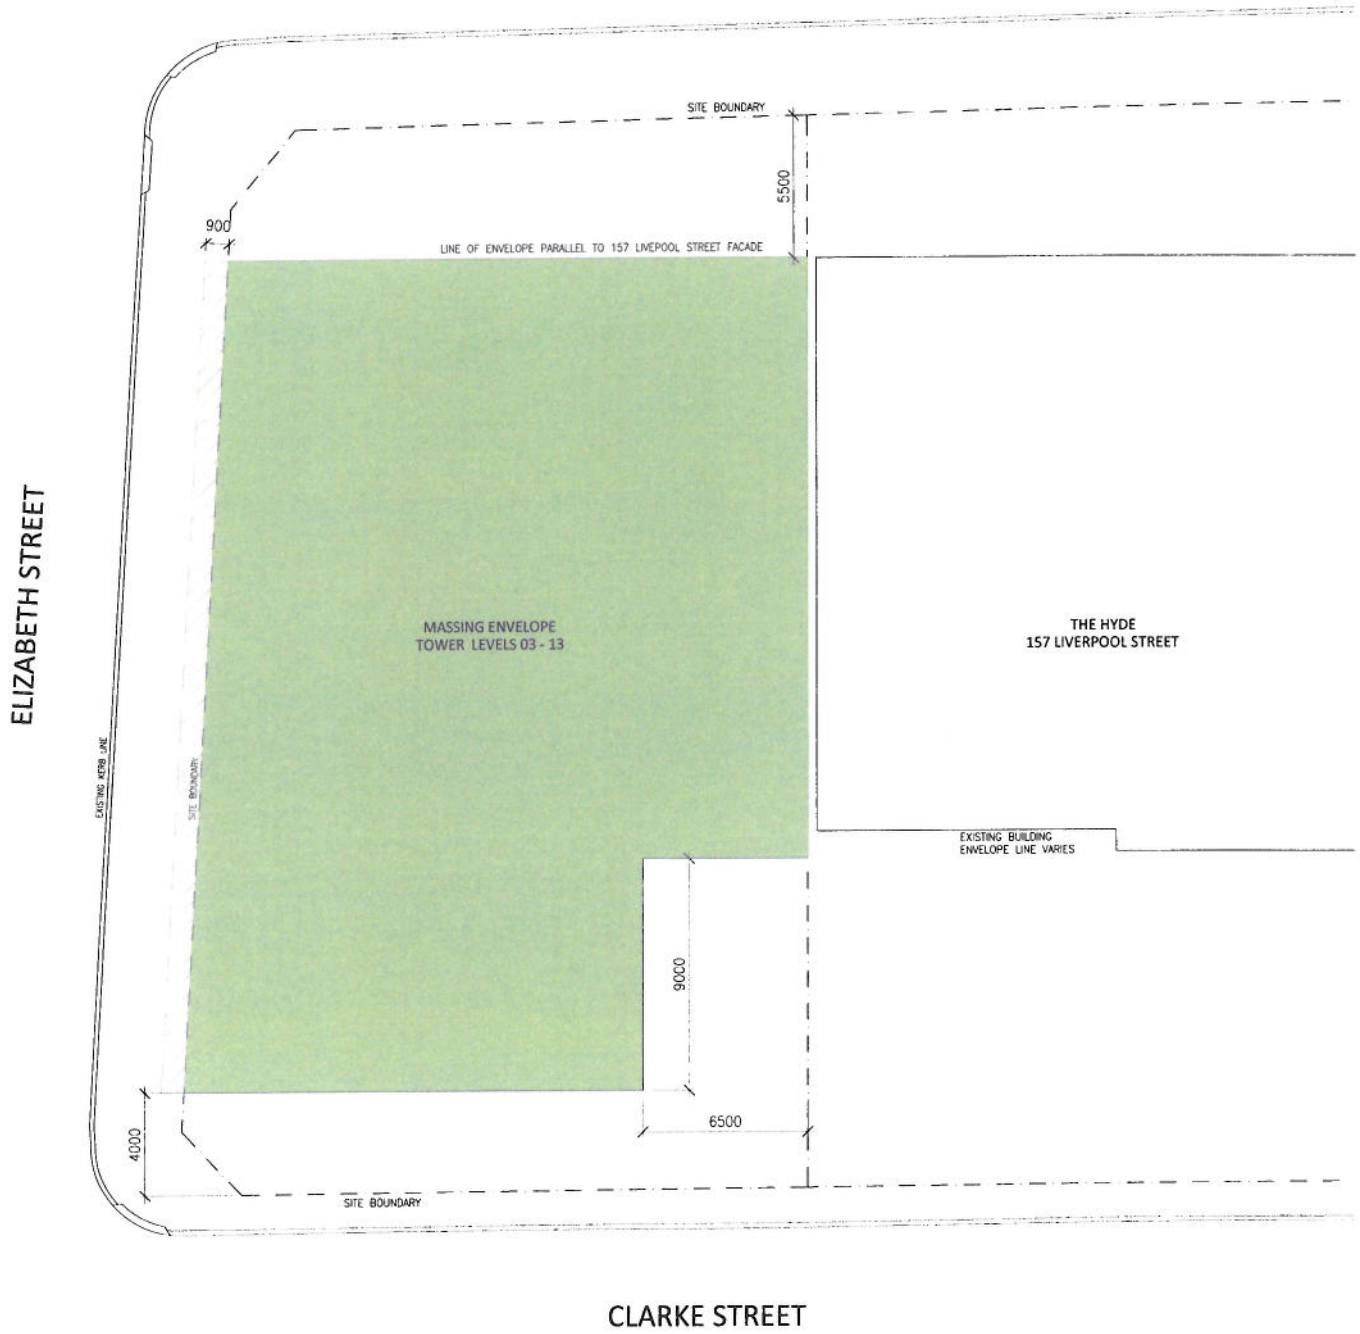 SITE BOUNDARY
5500
900
LINE OF ENVELOPE PARALLEL TO 157 LIVEPOOL STREET FACADE
ELIZABETH STREET
MASSING ENVELOPE
TOWER LEVELS 03 - 13
THE HYDE
157 LIVERPOOL STREET
EXISTING KERB LINE
SITE BOUNDARY
EXISTING BUILDING
ENVELOPE LINE VARIES
9000
6500
4000
SITE BOUNDARY
CLARKE STREET